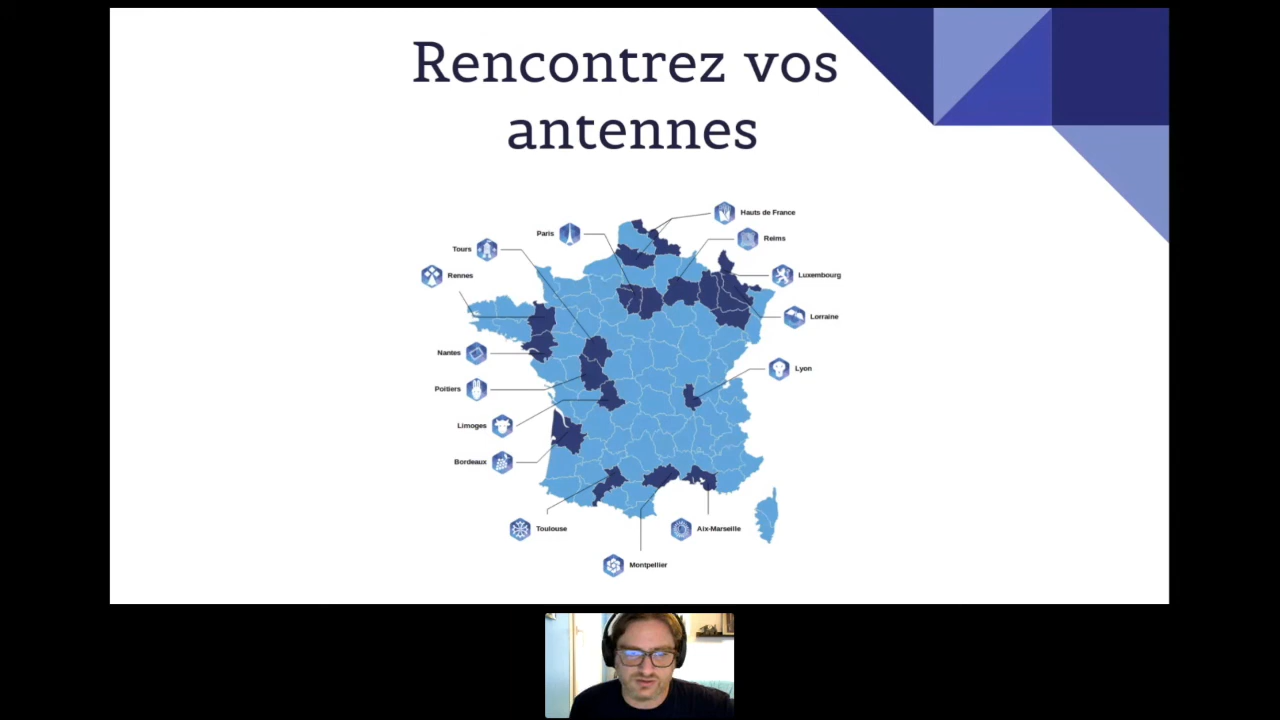 Rencontrez vos
antennes
Hauts de France
Paris
Reims
Tours
Rennes
Luxembourg
Lorraine
Nantes
Lyon
Poitiers
Limoges
Bordeaux
Toulouse
Aix-Marseille
Montpellier